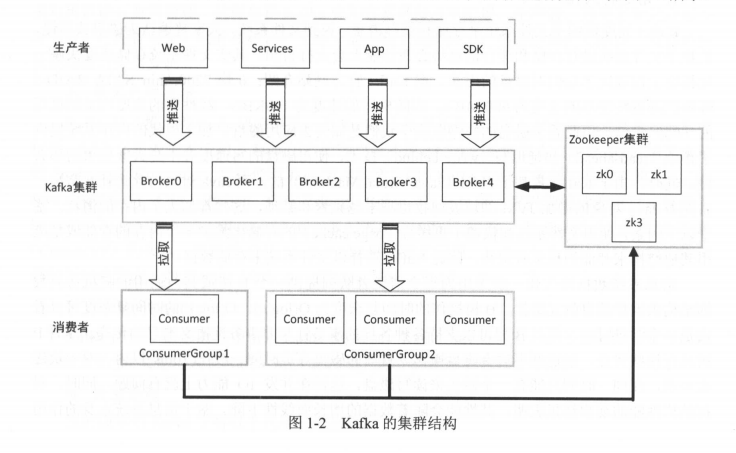 生产者
Web
Services
App
SDK
推送
推送
推送
推送
Kafka集群
Broker0
Broker1
Broker2
Broker3
Broker4
Zookeeper集群
zk0
zk1
zk3
拉取
拉取
消费者
Consumer
ConsumerGroup1
Consumer
Consumer
Consumer
ConsumerGroup2
图 1-2 Kafka 的集群结构